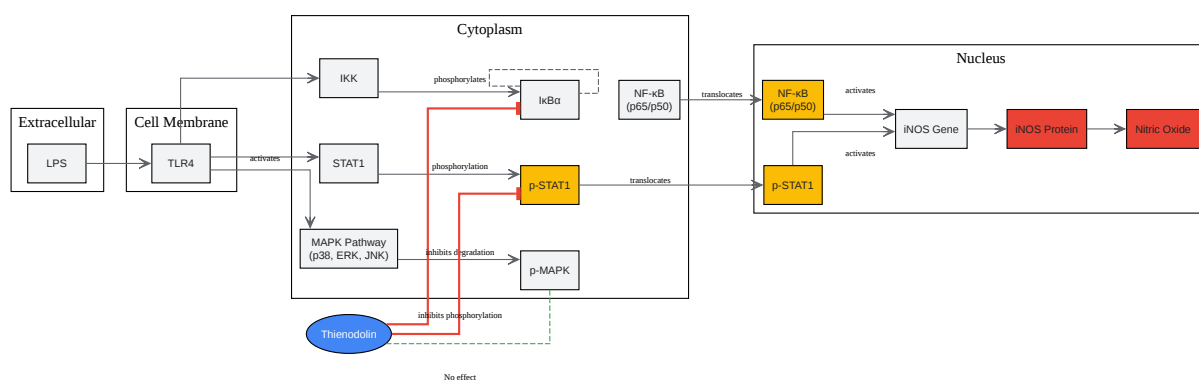 Cytoplasm
Nucleus
Extracellular
Cell Membrane
LPS
TLR4
activates
IKK
phosphorylates
IκBα
NF-κB
(p65/p50)
translocates
NF-κB
(p65/p50)
activates
iNOS Gene
iNOS Protein
Nitric Oxide
activates
STAT1
phosphorylation
p-STAT1
translocates
p-STAT1
MAPK Pathway
(p38, ERK, JNK)
inhibits degradation
p-MAPK
Thienodolin
inhibits phosphorylation
No effect